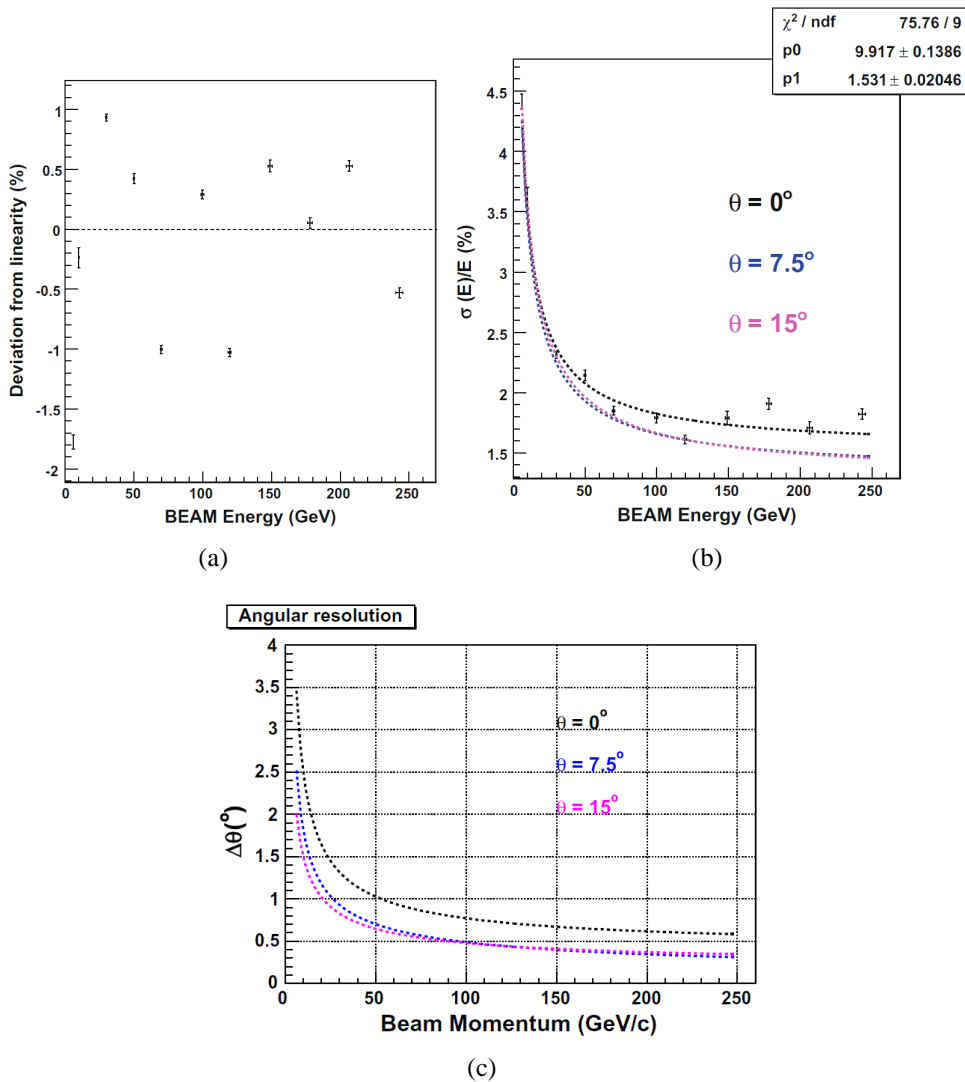 χ² / ndf 75.76 / 9
p0 9.917 ± 0.1386
p1 1.531 ± 0.02046
Deviation from linearity (%)
1
0.5
0
-0.5
-1
-1.5
-2
0 50 100 150 200 250
BEAM Energy (GeV)
(a)
σ (E)/E (%)
4.5
4
3.5
3
2.5
2
1.5
θ = 0°
θ = 7.5°
θ = 15°
0 50 100 150 200 250
BEAM Energy (GeV)
(b)
Angular resolution
Δθ(°)
4
3.5
3
2.5
2
1.5
1
0.5
0
θ = 0°
θ = 7.5°
θ = 15°
0 50 100 150 200 250
Beam Momentum (GeV/c)
(c)